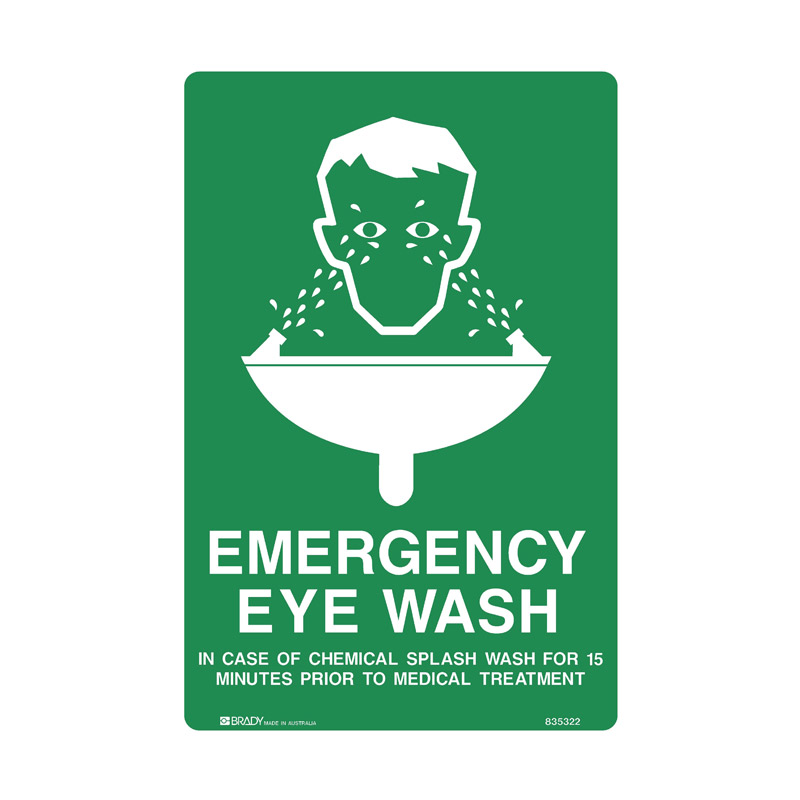 EMERGENCY
EYE WASH
IN CASE OF CHEMICAL SPLASH WASH FOR 15
MINUTES PRIOR TO MEDICAL TREATMENT
BRADY MADE IN AUSTRALIA 835322